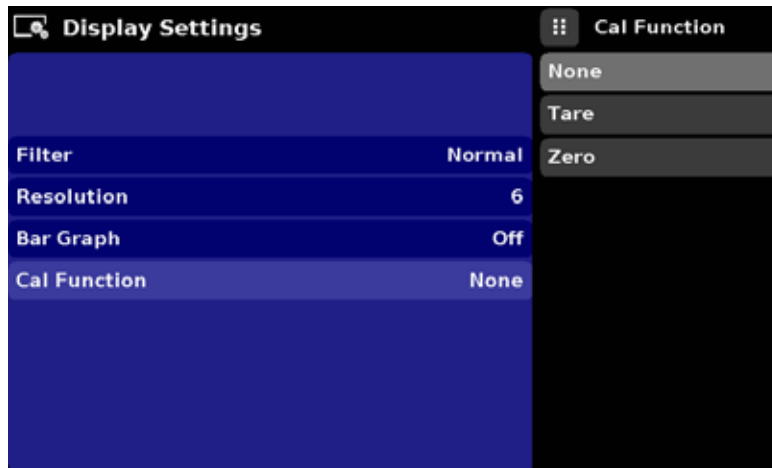 Display Settings
Filter Normal
Resolution 6
Bar Graph Off
Cal Function None
Cal Function
None
Tare
Zero